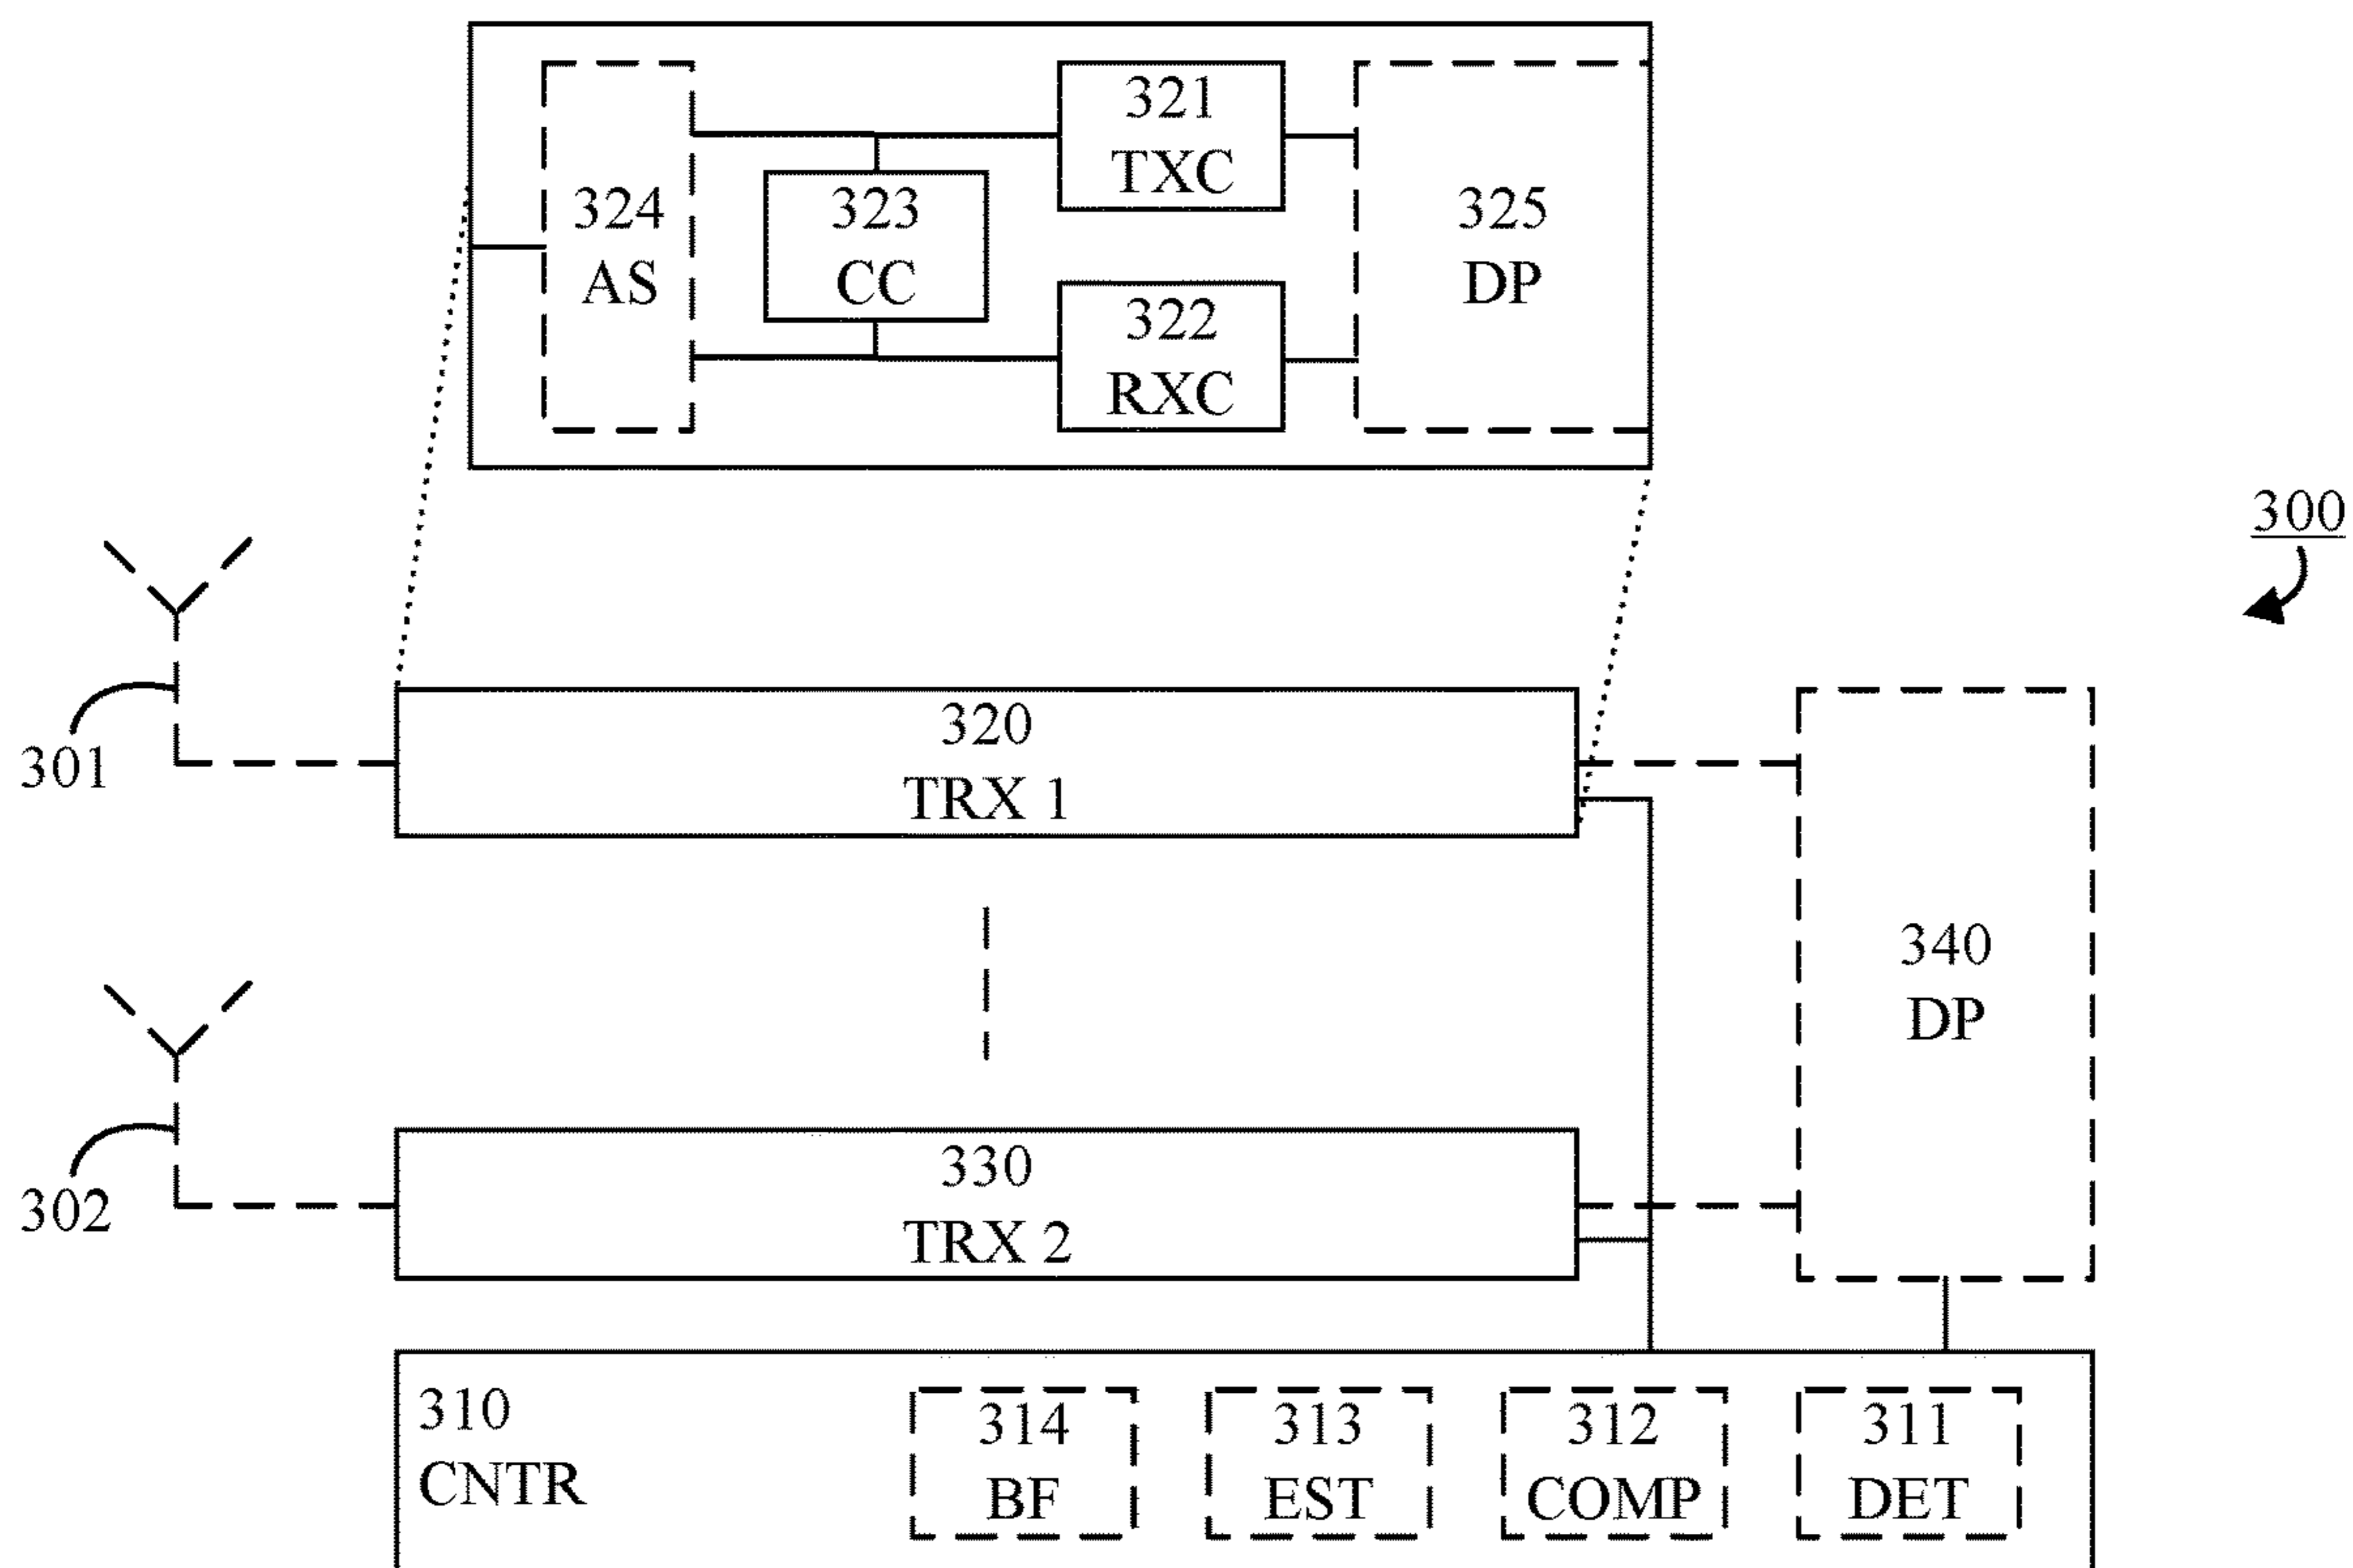 321
TXC
324
AS
323
CC
325
DP
322
RXC
300
301
320
TRX 1
340
DP
302
330
TRX 2
310
CNTR
314
BF
313
EST
312
COMP
311
DET